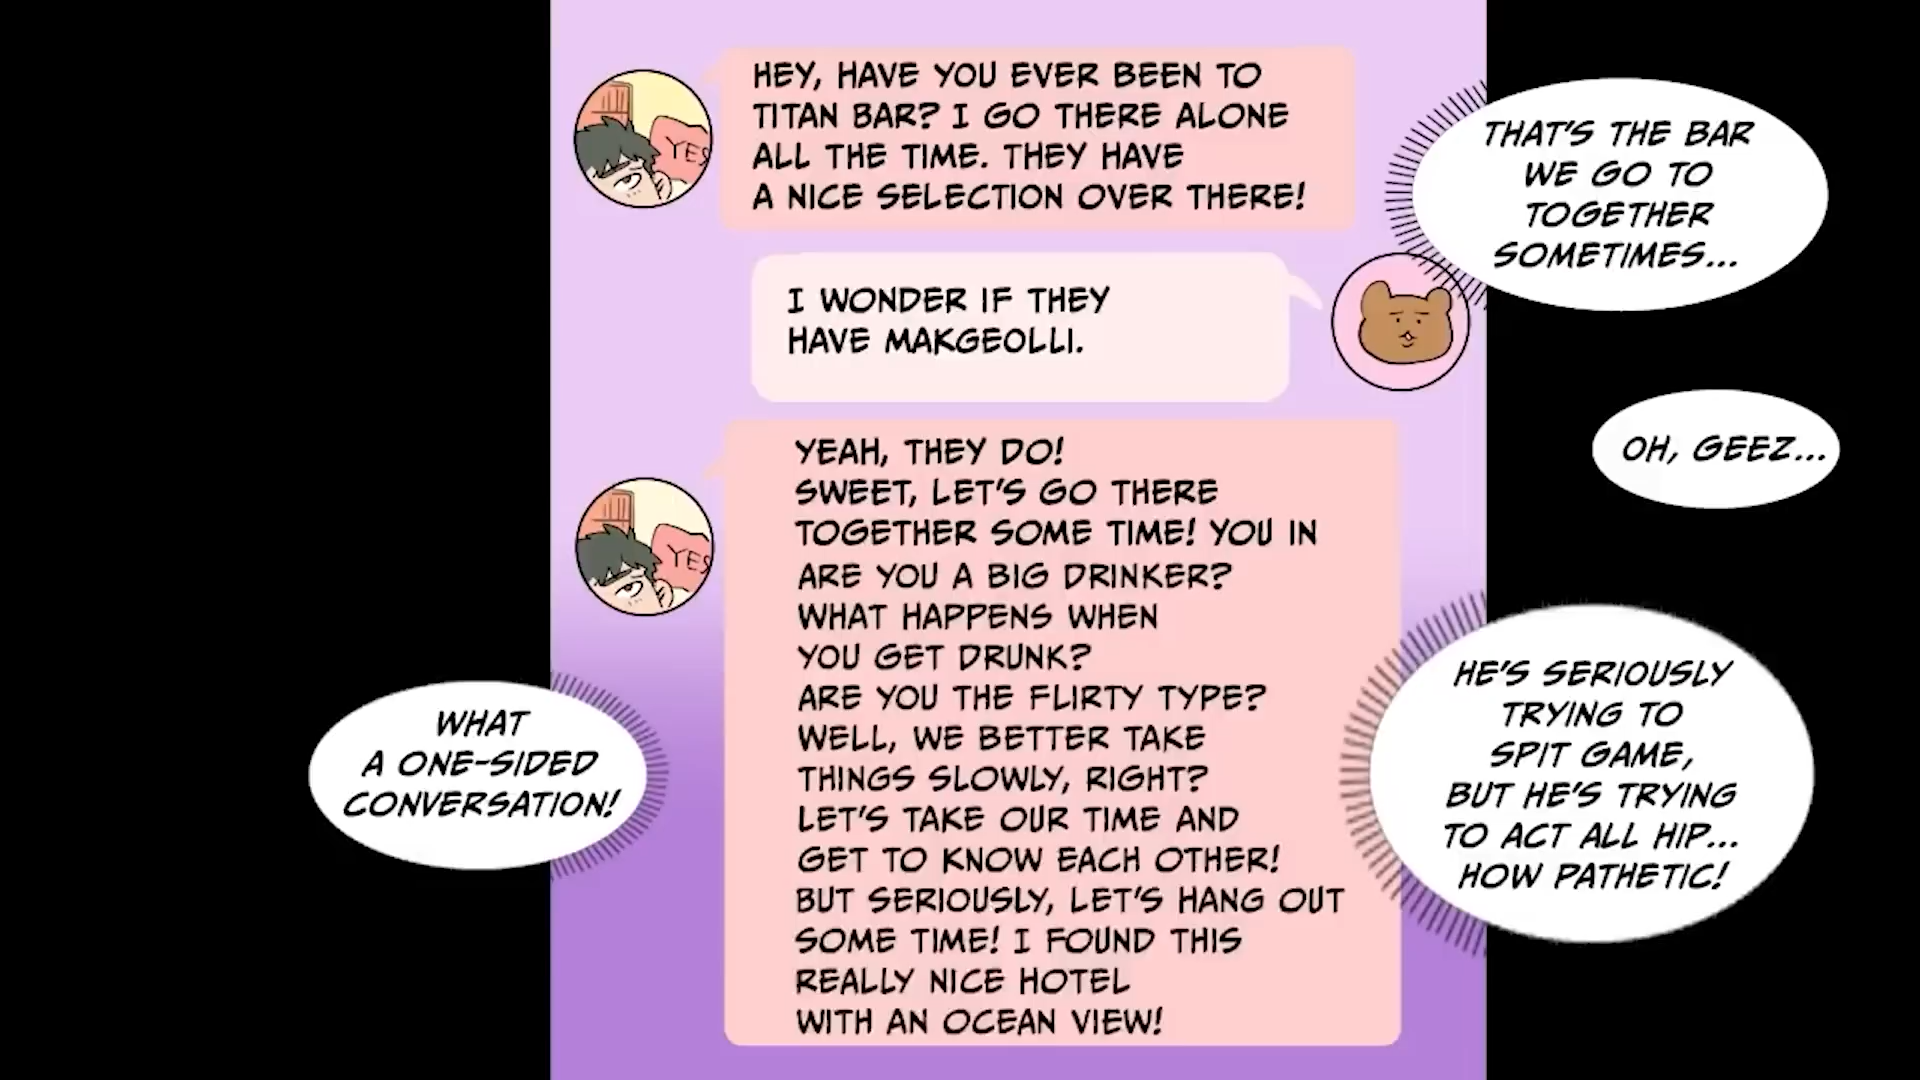 HEY, HAVE YOU EVER BEEN TO
TITAN BAR? I GO THERE ALONE
ALL THE TIME. THEY HAVE
A NICE SELECTION OVER THERE!
YES
THAT'S THE BAR
WE GO TO
TOGETHER
SOMETIMES...
I WONDER IF THEY
HAVE MAKGEOLLI.
OH, GEEZ...
YEAH, THEY DO!
SWEET, LET'S GO THERE
TOGETHER SOME TIME! YOU IN
ARE YOU A BIG DRINKER?
WHAT HAPPENS WHEN
YOU GET DRUNK?
ARE YOU THE FLIRTY TYPE?
WELL, WE BETTER TAKE
THINGS SLOWLY, RIGHT?
LET'S TAKE OUR TIME AND
GET TO KNOW EACH OTHER!
BUT SERIOUSLY, LET'S HANG OUT
SOME TIME! I FOUND THIS
REALLY NICE HOTEL
WITH AN OCEAN VIEW!
YES
WHAT
A ONE-SIDED
CONVERSATION!
HE'S SERIOUSLY
TRYING TO
SPIT GAME,
BUT HE'S TRYING
TO ACT ALL HIP...
HOW PATHETIC!